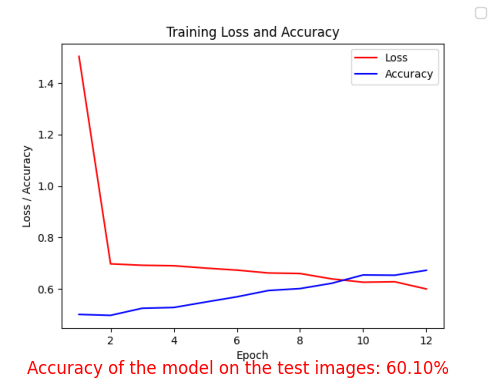 Training Loss and Accuracy
Loss
Accuracy
1.4
1.2
1.0
0.8
0.6
Loss / Accuracy
2 4 6 8 10 12
Epoch
Accuracy of the model on the test images: 60.10%